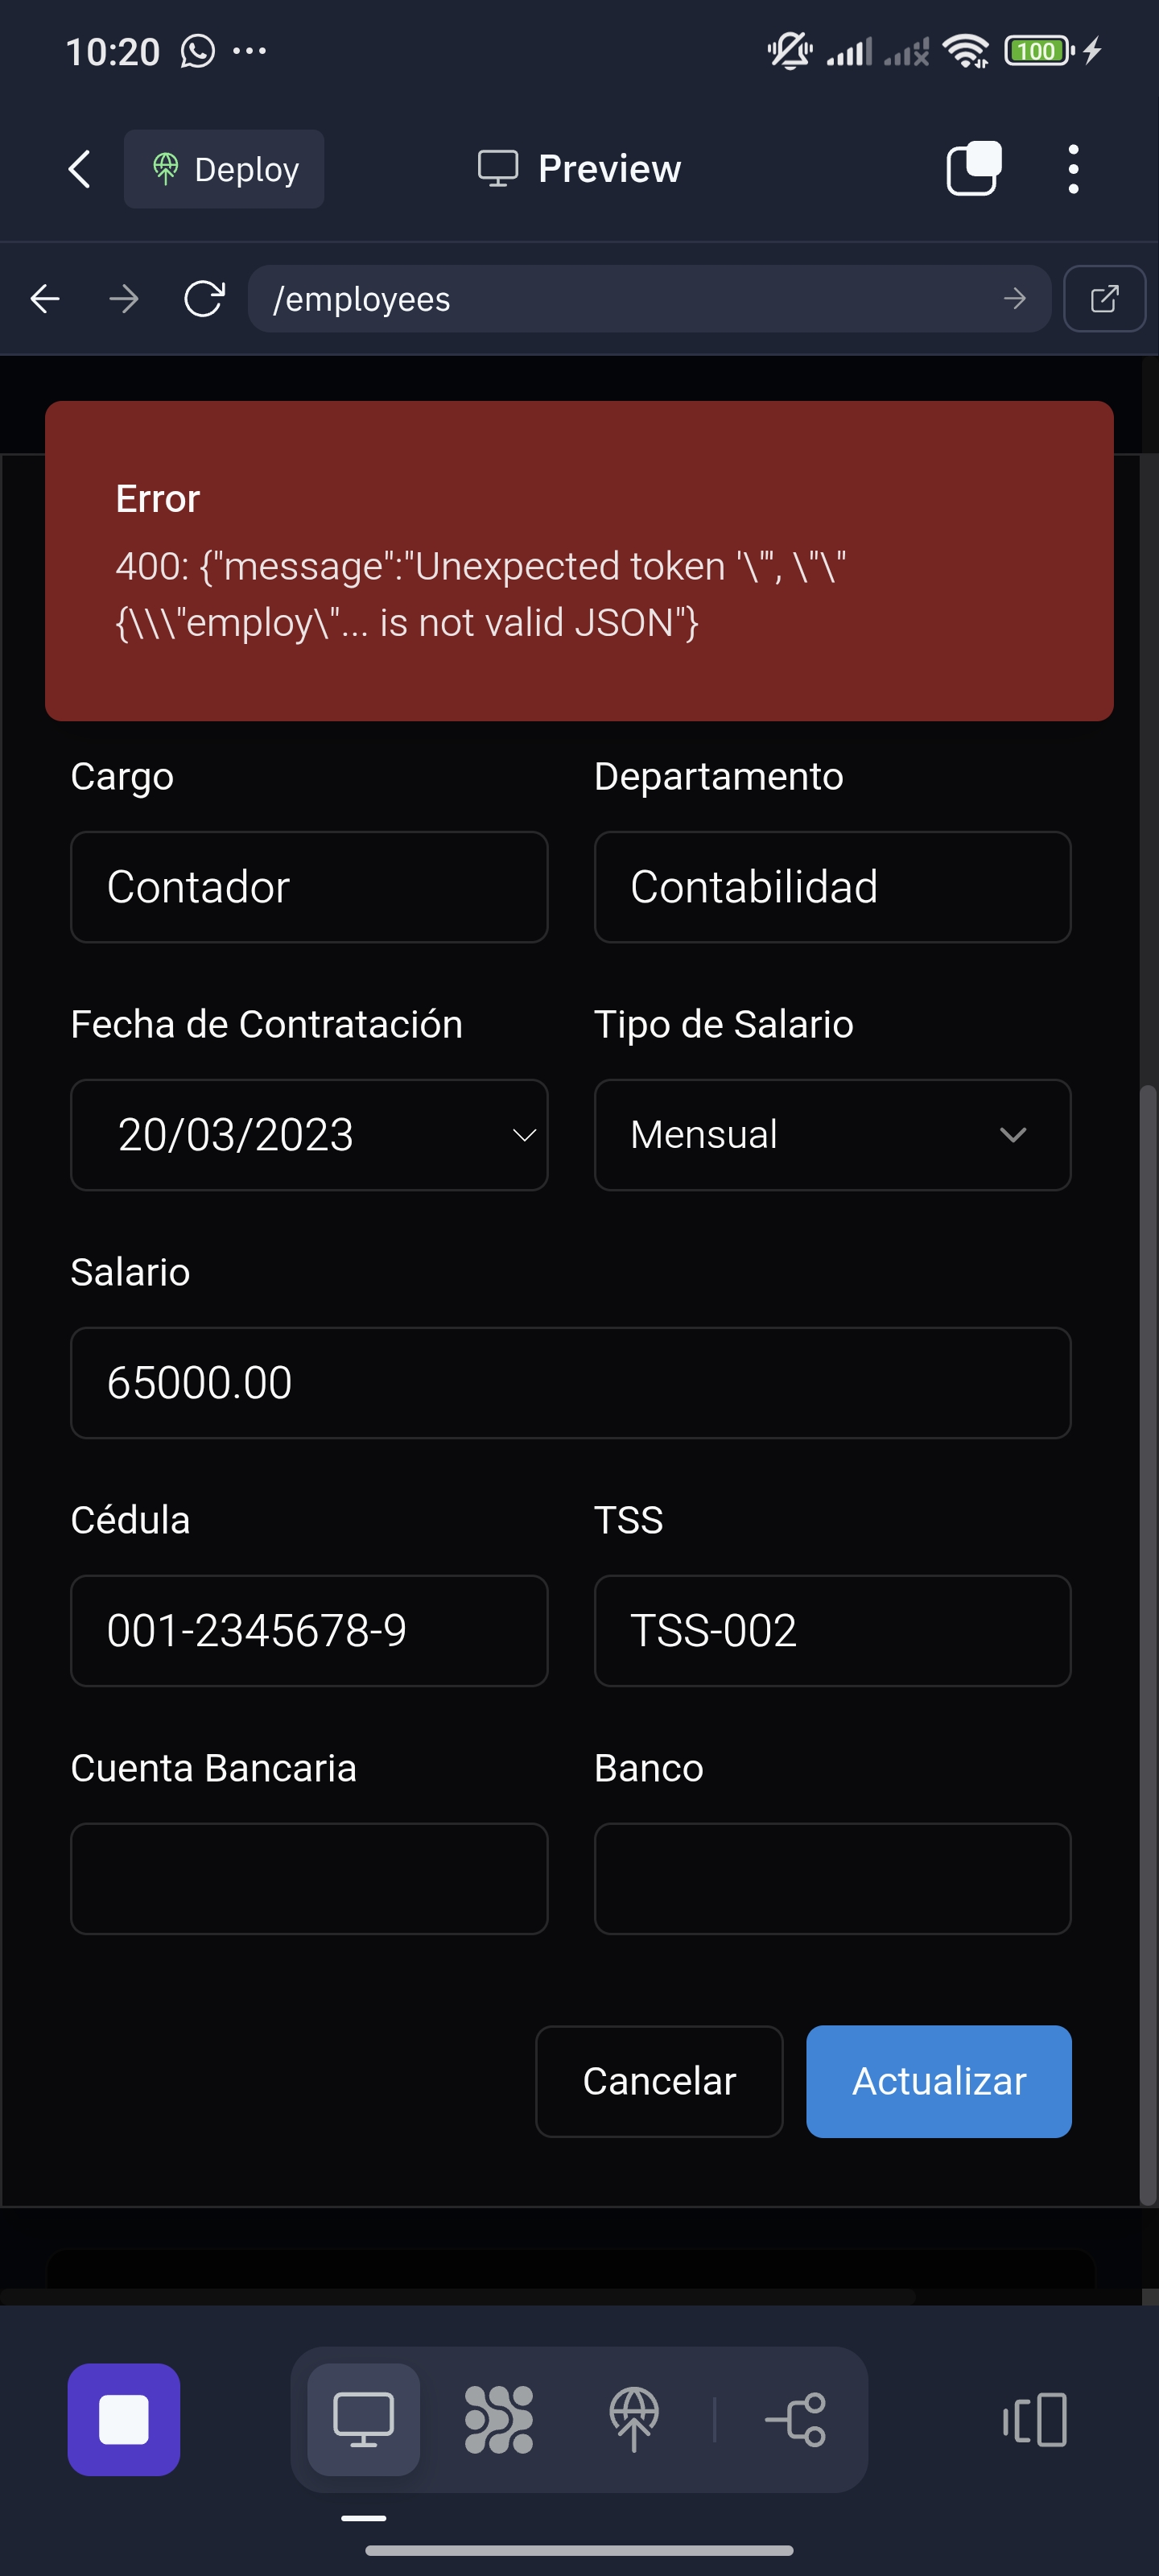 10:20
100
Deploy
Preview
/employees
Error
400: {"message":"Unexpected token '\"', \"\"
{\\\"employ\"... is not valid JSON"}
Cargo Departamento
Contador Contabilidad
Fecha de Contratación Tipo de Salario
20/03/2023 Mensual
Salario
65000.00
Cédula TSS
001-2345678-9 TSS-002
Cuenta Bancaria Banco
Cancelar Actualizar